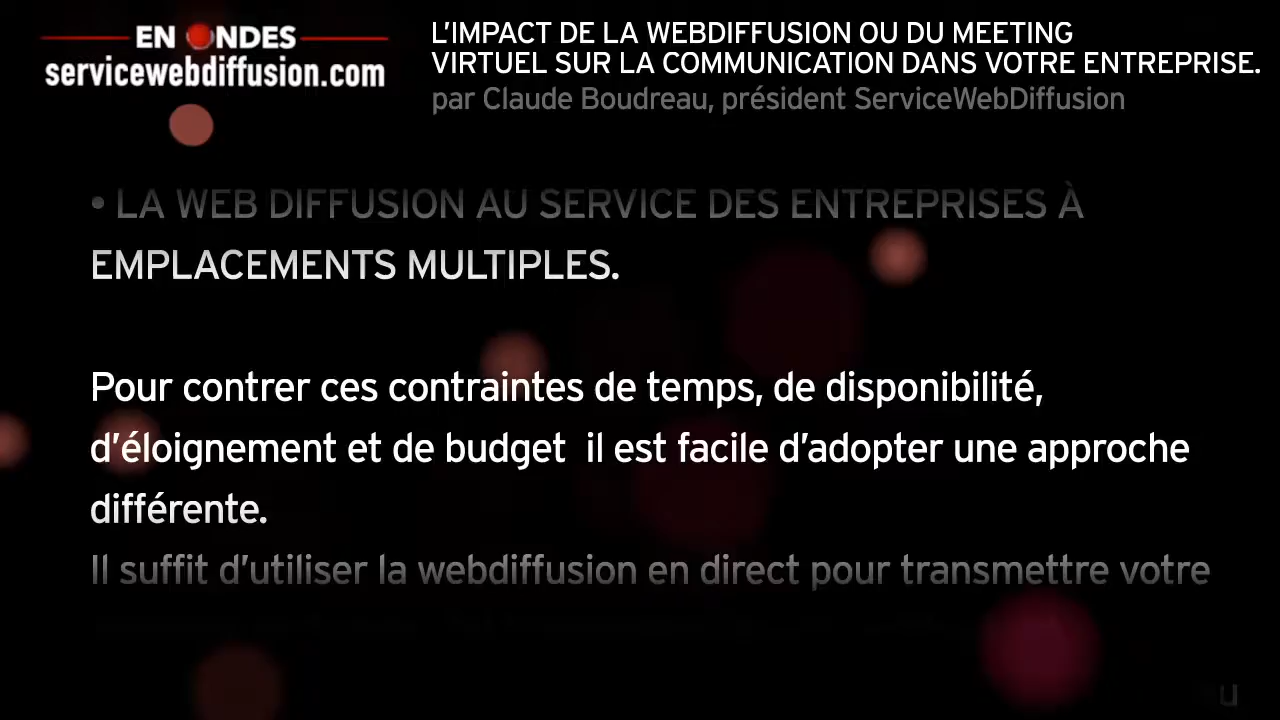 EN ONDES
servicewebdiffusion.com
L'IMPACT DE LA WEBDIFFUSION OU DU MEETING
VIRTUEL SUR LA COMMUNICATION DANS VOTRE ENTREPRISE.
par Claude Boudreau, président ServiceWebDiffusion
• LA WEB DIFFUSION AU SERVICE DES ENTREPRISES À
EMPLACEMENTS MULTIPLES.
Pour contrer ces contraintes de temps, de disponibilité,
d'éloignement et de budget  il est facile d'adopter une approche
différente.
Il suffit d'utiliser la webdiffusion en direct pour transmettre votre